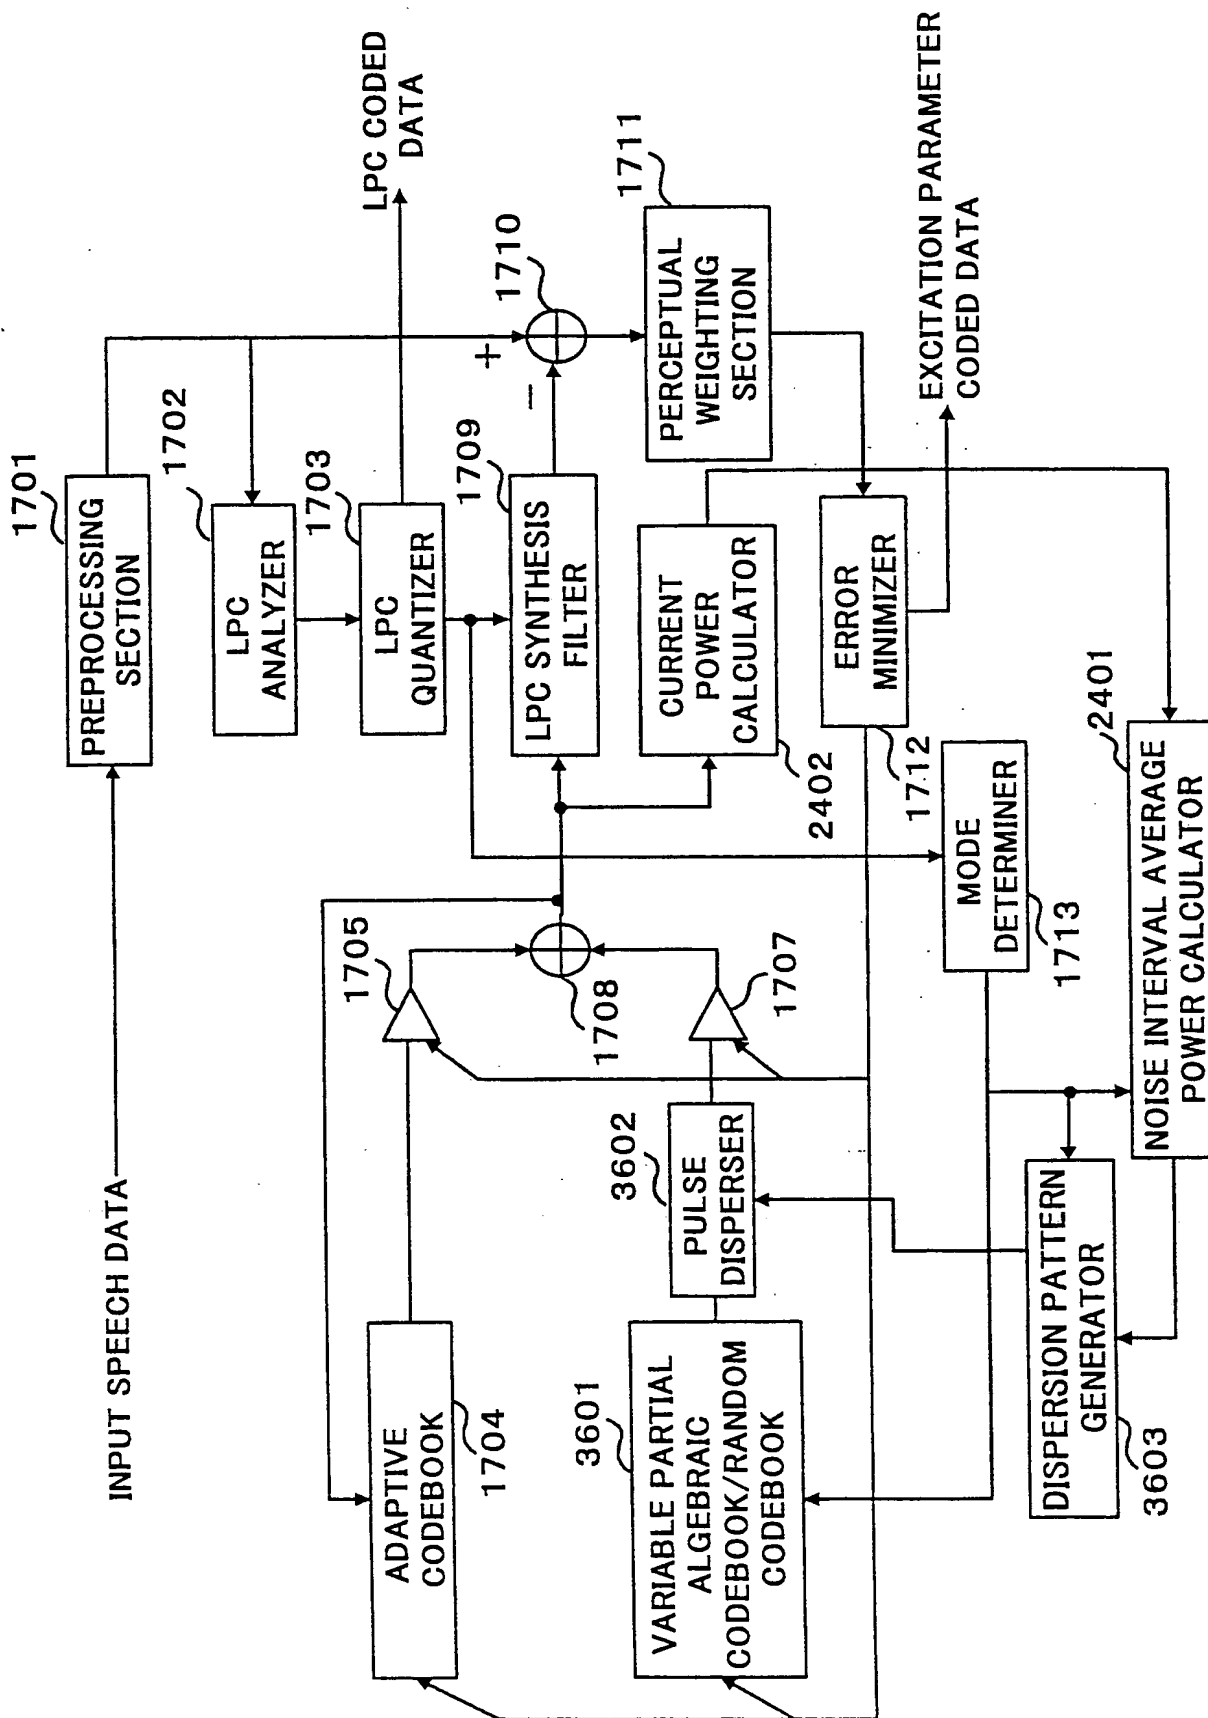 INPUT SPEECH DATA
1701
PREPROCESSING
SECTION
1702
LPC
ANALYZER
1703
LPC
QUANTIZER
LPC CODED
DATA
1709
LPC SYNTHESIS
FILTER
+
-
1710
1711
PERCEPTUAL
WEIGHTING
SECTION
ADAPTIVE
CODEBOOK
1704
1705
1708
1707
3601
VARIABLE PARTIAL
ALGEBRAIC
CODEBOOK/RANDOM
CODEBOOK
3602
PULSE
DISPERSER
CURRENT
POWER
CALCULATOR
2402
ERROR
MINIMIZER
1712
EXCITATION PARAMETER
CODED DATA
MODE
DETERMINER
1713
DISPERSION PATTERN
GENERATOR
3603
2401
NOISE INTERVAL AVERAGE
POWER CALCULATOR